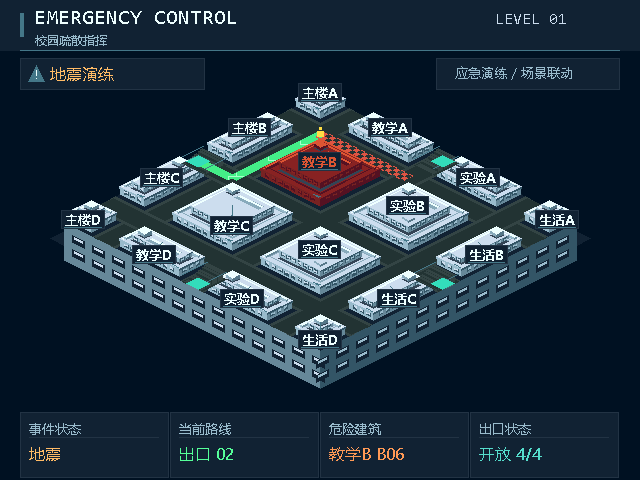 EMERGENCY CONTROL
LEVEL 01
校园疏散指挥
地震演练
应急演练 / 场景联动
主楼A
主楼B
教学A
教学B
主楼C
实验A
实验B
主楼D
教学C
生活A
实验C
教学D
生活B
实验D
生活C
生活D
事件状态
地震
当前路线
出口 02
危险建筑
教学B B06
出口状态
开放 4/4